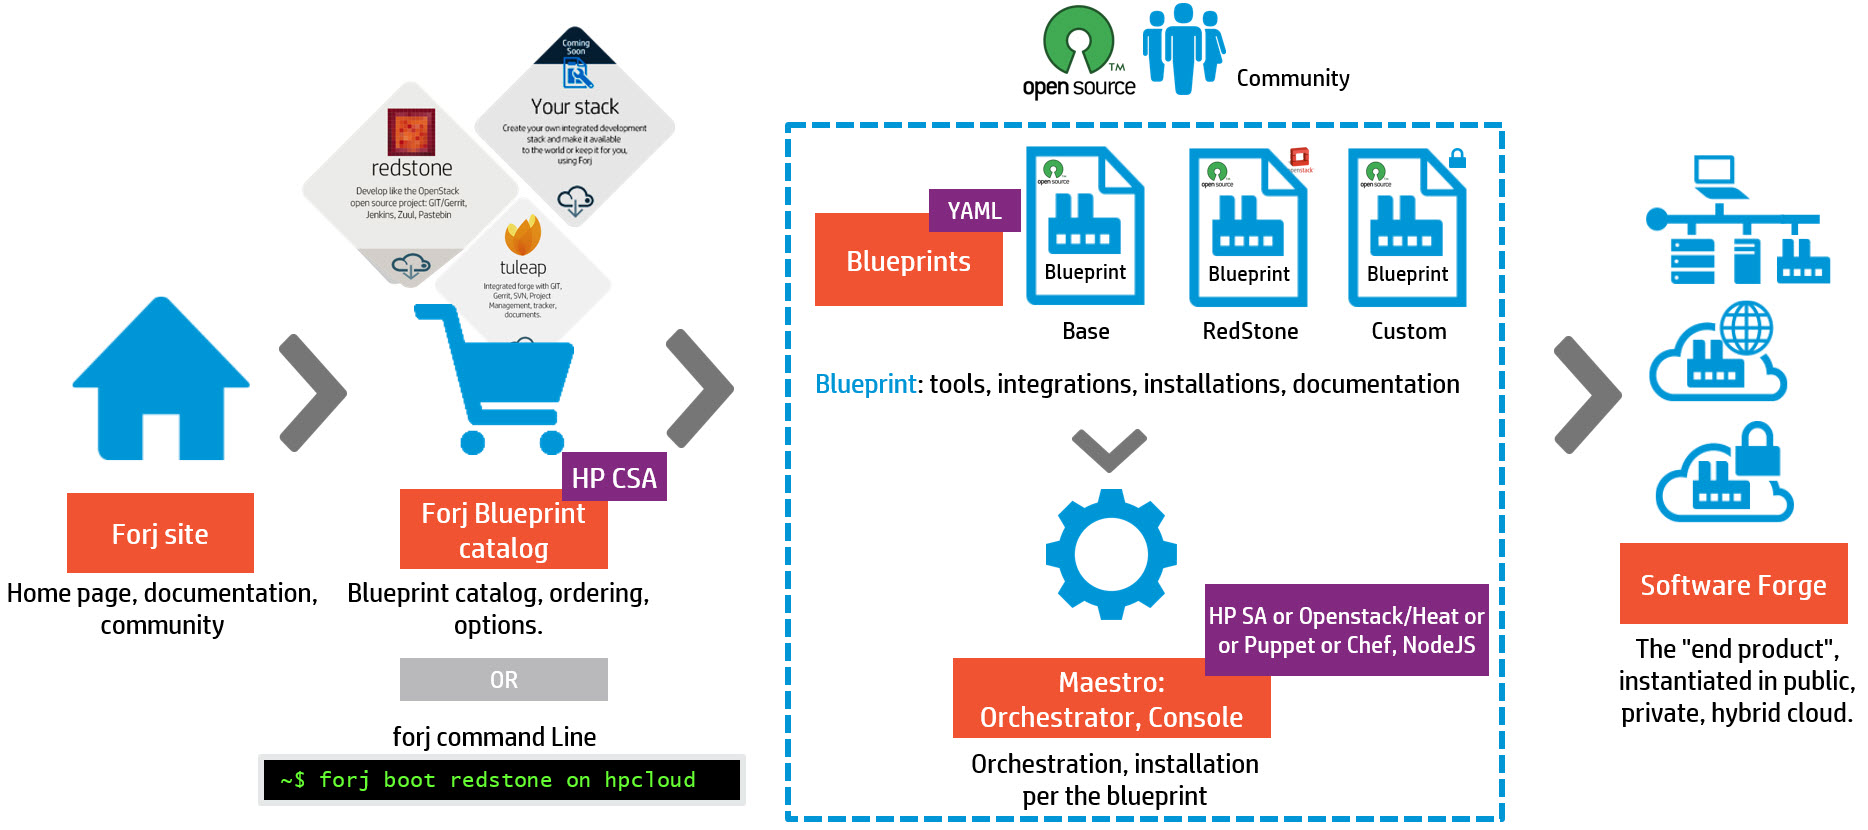 Coming
Soon
Your stack
Create your own integrated development
stack and make it available
to the world or keep it for you,
using Forj
redstone
Develop like the OpenStack
open source project: GIT/Gerrit,
Jenkins, Zuul, Pastebin
tuleap
Integrated forge with GIT,
Gerrit, SVN, Project
Management, tracker,
documents.
Forj site
Home page, documentation,
community
HP CSA
Forj Blueprint
catalog
Blueprint catalog, ordering,
options.
OR
forj command Line
~$ forj boot redstone on hpcloud
open source
TM
Community
YAML
Blueprints
open source
Blueprint
Base
open source
openstack
Blueprint
RedStone
open source
Blueprint
Custom
Blueprint: tools, integrations, installations, documentation
HP SA or Openstack/Heat or
or Puppet or Chef, NodeJS
Maestro:
Orchestrator, Console
Orchestration, installation
per the blueprint
Software Forge
The "end product",
instantiated in public,
private, hybrid cloud.